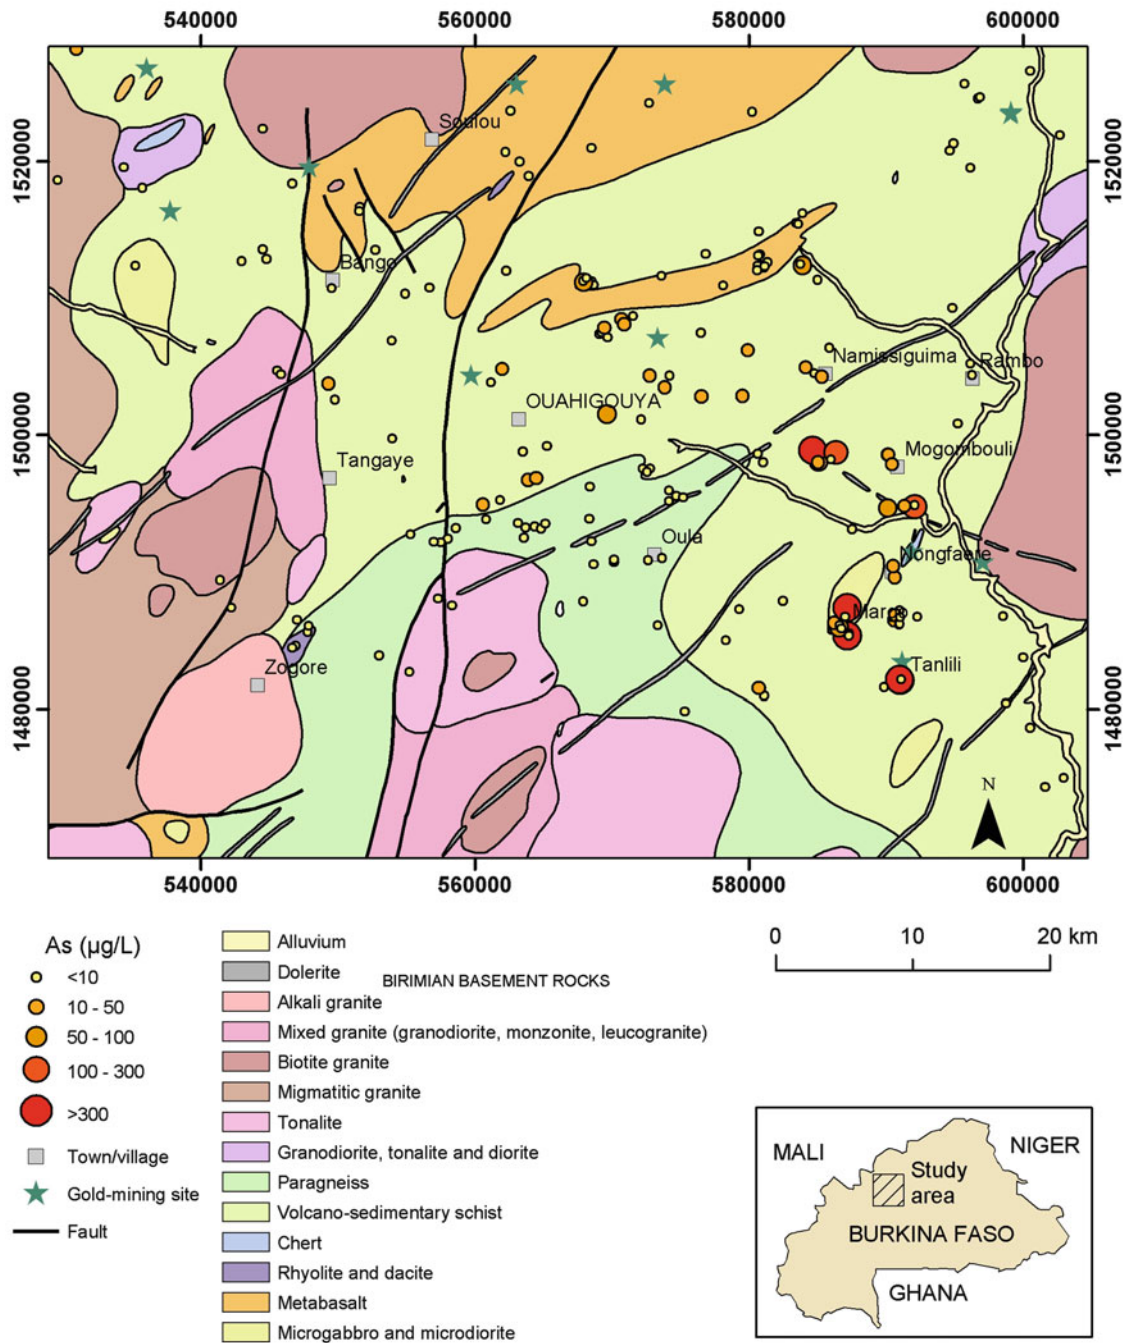 540000
560000
580000
600000
1520000
1520000
Soulou
Bango
Namissiguima
Rambo
OUAHIGOUYA
1500000
1500000
Mogombouli
Tangaye
Oula
Nongfaere
Margo
Zogore
Tanlili
1480000
1480000
N
540000
560000
580000
600000
As (µg/L)
<10
10 - 50
50 - 100
100 - 300
>300
Town/village
Gold-mining site
Fault
Alluvium
Dolerite
BIRIMIAN BASEMENT ROCKS
Alkali granite
Mixed granite (granodiorite, monzonite, leucogranite)
Biotite granite
Migmatitic granite
Tonalite
Granodiorite, tonalite and diorite
Paragneiss
Volcano-sedimentary schist
Chert
Rhyolite and dacite
Metabasalt
Microgabbro and microdiorite
0 10 20 km
MALI
NIGER
Study
area
BURKINA FASO
GHANA